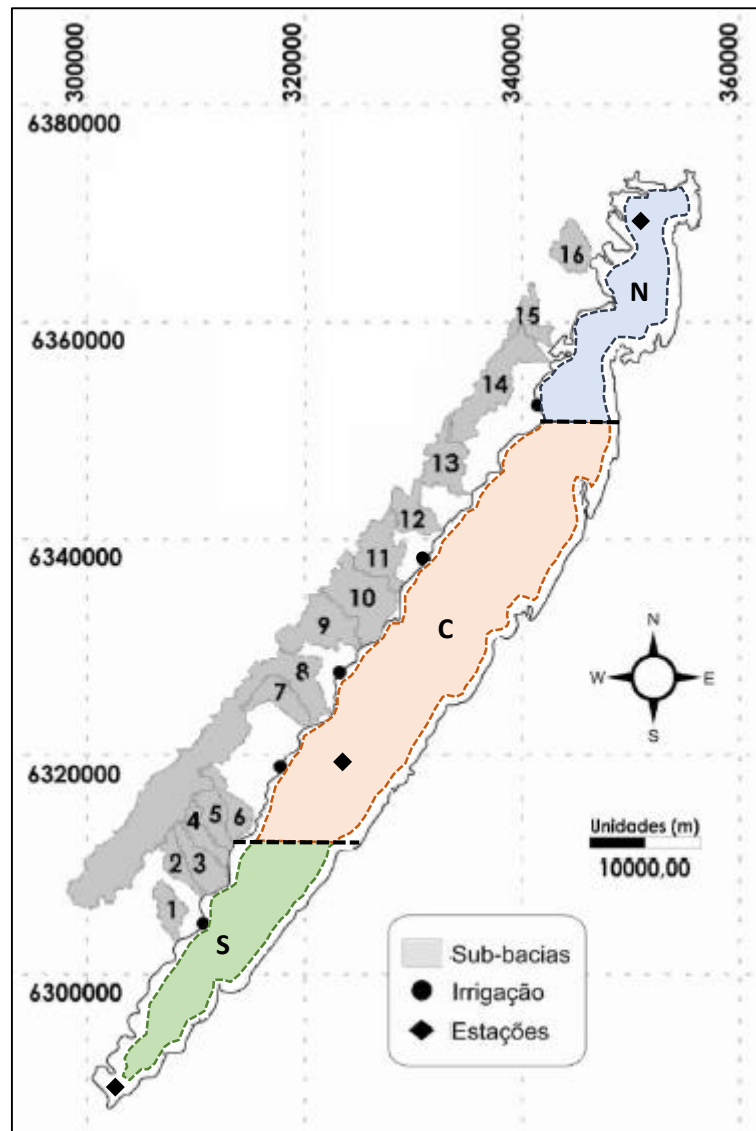 300000
320000
340000
360000
6380000
16
N
15
6360000
14
13
12
6340000
11
10
C
9
N
8
W E
7
S
6320000
4 5 6
Unidades (m)
2 3
10000,00
1
S
Sub-bacias
6300000
Irrigação
Estações